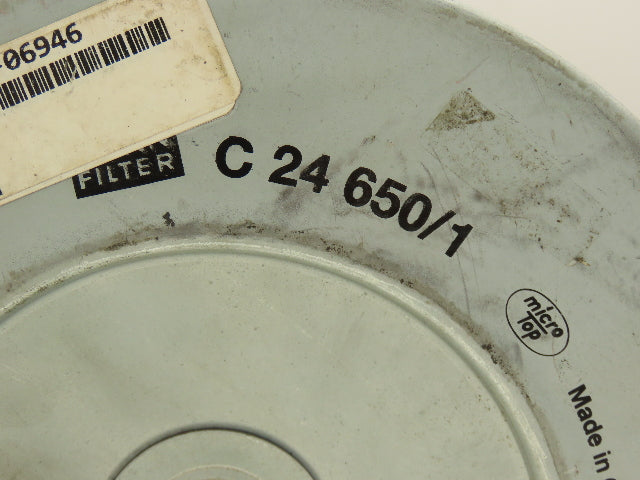 06946
FILTER
C 24 650/1
micro
Top
Made in